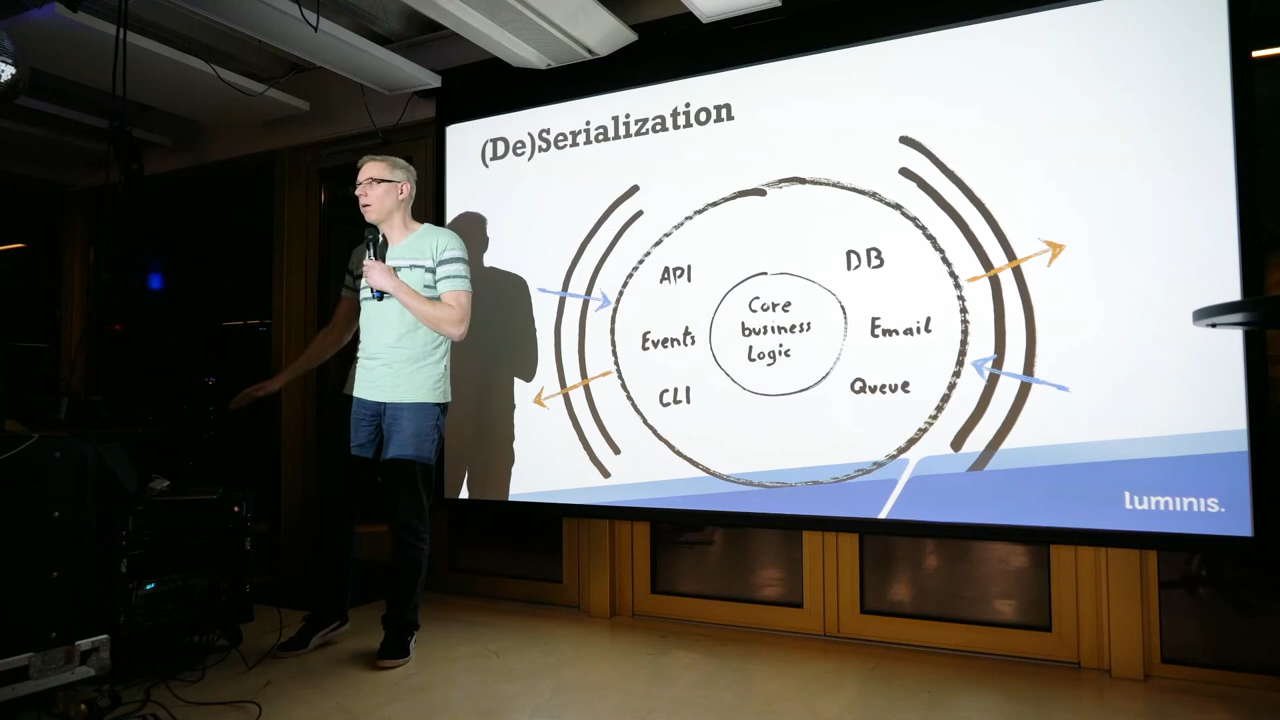 (De)Serialization
API
Events
CLI
Core
business
Logic
DB
Email
Queue
luminis.